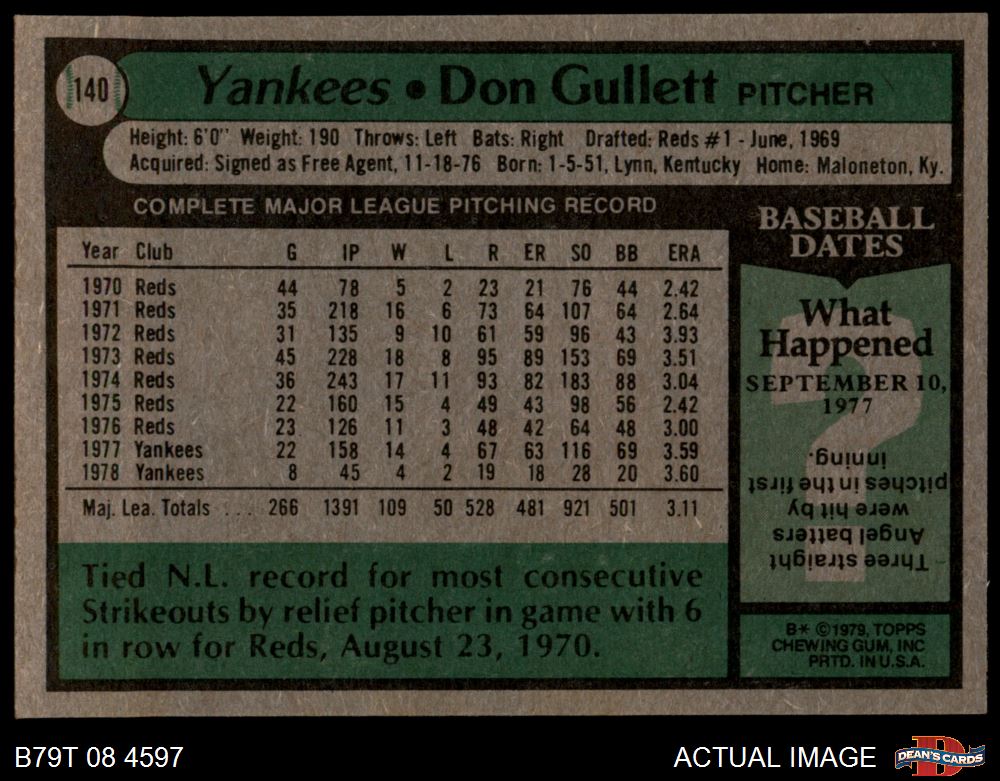 140
Yankees • Don Gullett PITCHER
Height: 6'0" Weight: 190 Throws: Left Bats: Right Drafted: Reds #1 - June, 1969
Acquired: Signed as Free Agent, 11-18-76 Born: 1-5-51, Lynn, Kentucky Home: Maloneton, Ky.
COMPLETE MAJOR LEAGUE PITCHING RECORD
Year Club G IP W L R ER SO BB ERA
1970 Reds 44 78 5 2 23 21 76 44 2.42
1971 Reds 35 218 16 6 73 64 107 64 2.64
1972 Reds 31 135 9 10 61 59 96 43 3.93
1973 Reds 45 228 18 8 95 89 153 69 3.51
1974 Reds 36 243 17 11 93 82 183 88 3.04
1975 Reds 22 160 15 4 49 43 98 56 2.42
1976 Reds 23 126 11 3 48 42 64 48 3.00
1977 Yankees 22 158 14 4 67 63 116 69 3.59
1978 Yankees 8 45 4 2 19 18 28 20 3.60
Maj. Lea. Totals ... 266 1391 109 50 528 481 921 501 3.11
Tied N.L. record for most consecutive
Strikeouts by relief pitcher in game with 6
in row for Reds, August 23, 1970.
BASEBALL
DATES
What
Happened
SEPTEMBER 10,
1977
?
Three straight
Angel batters
were hit by
pitches in the first
inning.
B* ©1979, TOPPS
CHEWING GUM, INC
PRTD. IN U.S.A.
B79T 08 4597
ACTUAL IMAGE
D
DEAN'S CARDS